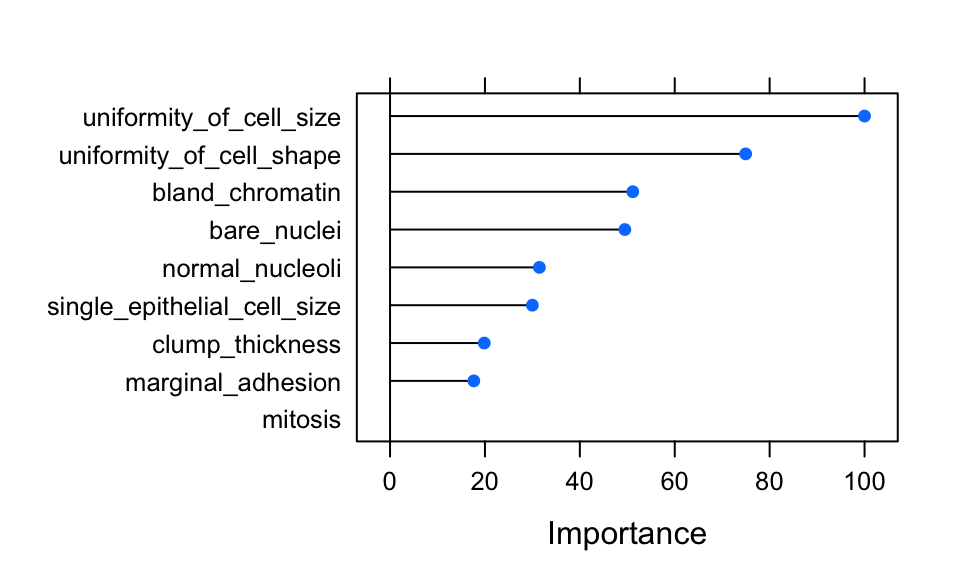 uniformity_of_cell_size
uniformity_of_cell_shape
bland_chromatin
bare_nuclei
normal_nucleoli
single_epithelial_cell_size
clump_thickness
marginal_adhesion
mitosis
0 20 40 60 80 100
Importance